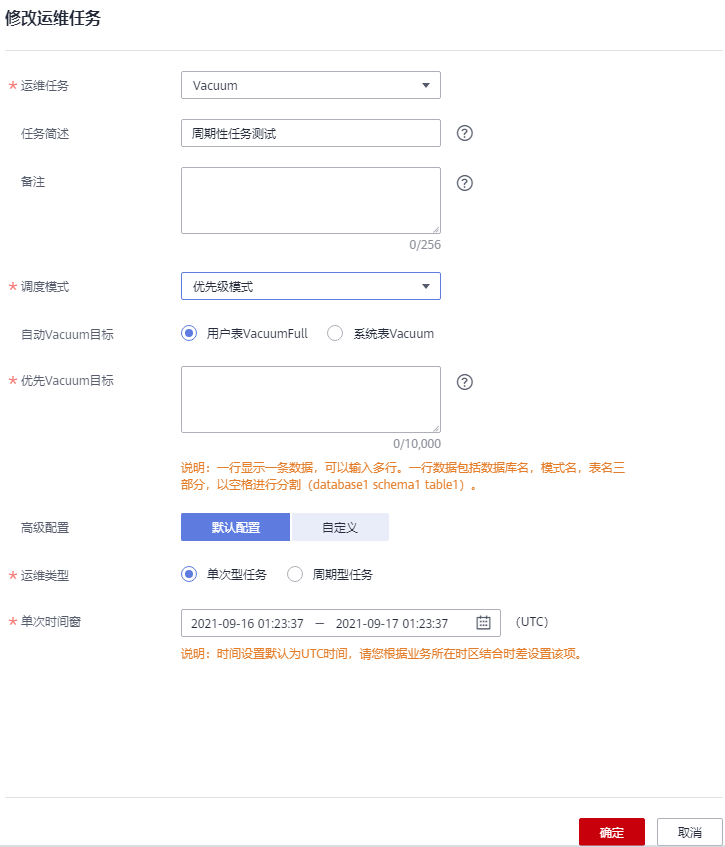 修改运维任务
* 运维任务 Vacuum
任务简述 周期性任务测试 ?
备注 ?
0/256
* 调度模式 优先级模式
自动Vacuum目标 用户表VacuumFull 系统表Vacuum
* 优先Vacuum目标 ?
0/10,000
说明：一行显示一条数据，可以输入多行。一行数据包括数据库名，模式名，表名三
部分，以空格进行分割（database1 schema1 table1）。
高级配置 默认配置 自定义
* 运维类型 单次型任务 周期型任务
* 单次时间窗 2021-09-16 01:23:37 — 2021-09-17 01:23:37 (UTC)
说明：时间设置默认为UTC时间，请您根据业务所在时区结合时差设置该项。
确定 取消